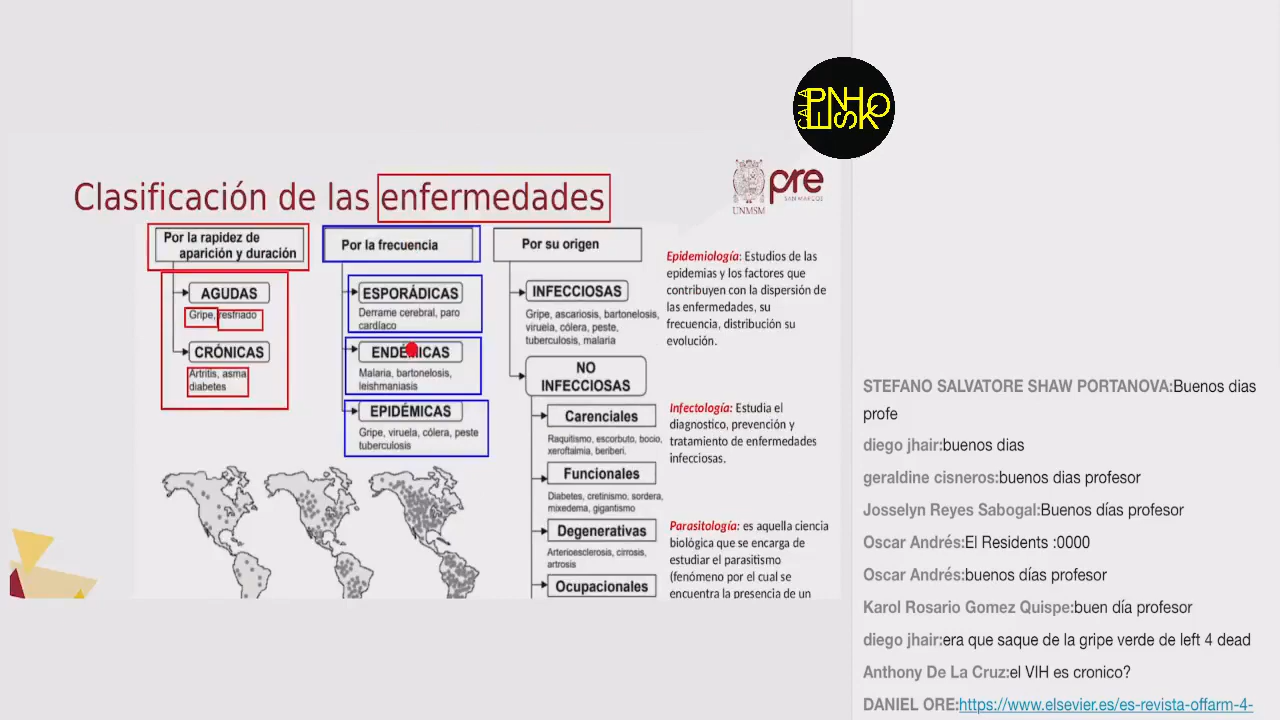 CALA
PENH
ESKO
Clasificación de las enfermedades
UNMSM
pre
SAN MARCOS
Por la rapidez de
aparición y duración
AGUDAS
Gripe, resfriado
CRÓNICAS
Artritis, asma
diabetes
Por la frecuencia
ESPORÁDICAS
Derrame cerebral, paro
cardíaco
ENDÉMICAS
Malaria, bartonelosis,
leishmaniasis
EPIDÉMICAS
Gripe, viruela, cólera, peste
tuberculosis
Por su origen
INFECCIOSAS
Gripe, ascariosis, bartonelosis,
viruela, cólera, peste,
tuberculosis, malaria
NO
INFECCIOSAS
Carenciales
Raquitismo, escorbuto, bocio,
xeroftalmia, beriberi.
Funcionales
Diabetes, cretinismo, sordera,
mixedema, gigantismo
Degenerativas
Arterioesclerosis, cirrosis,
artrosis
Ocupacionales
Epidemiología: Estudios de las
epidemias y los factores que
contribuyen con la dispersión de
las enfermedades, su
frecuencia, distribución su
evolución.
Infectología: Estudia el
diagnostico, prevención y
tratamiento de enfermedades
infecciosas.
Parasitología: es aquella ciencia
biológica que se encarga de
estudiar el parasitismo
(fenómeno por el cual se
encuentra la presencia de un
STEFANO SALVATORE SHAW PORTANOVA:Buenos dias
profe
diego jhair:buenos dias
geraldine cisneros:buenos dias profesor
Josselyn Reyes Sabogal:Buenos días profesor
Oscar Andrés:El Residents :0000
Oscar Andrés:buenos días profesor
Karol Rosario Gomez Quispe:buen día profesor
diego jhair:era que saque de la gripe verde de left 4 dead
Anthony De La Cruz:el VIH es cronico?
DANIEL ORE:https://www.elsevier.es/es-revista-offarm-4-